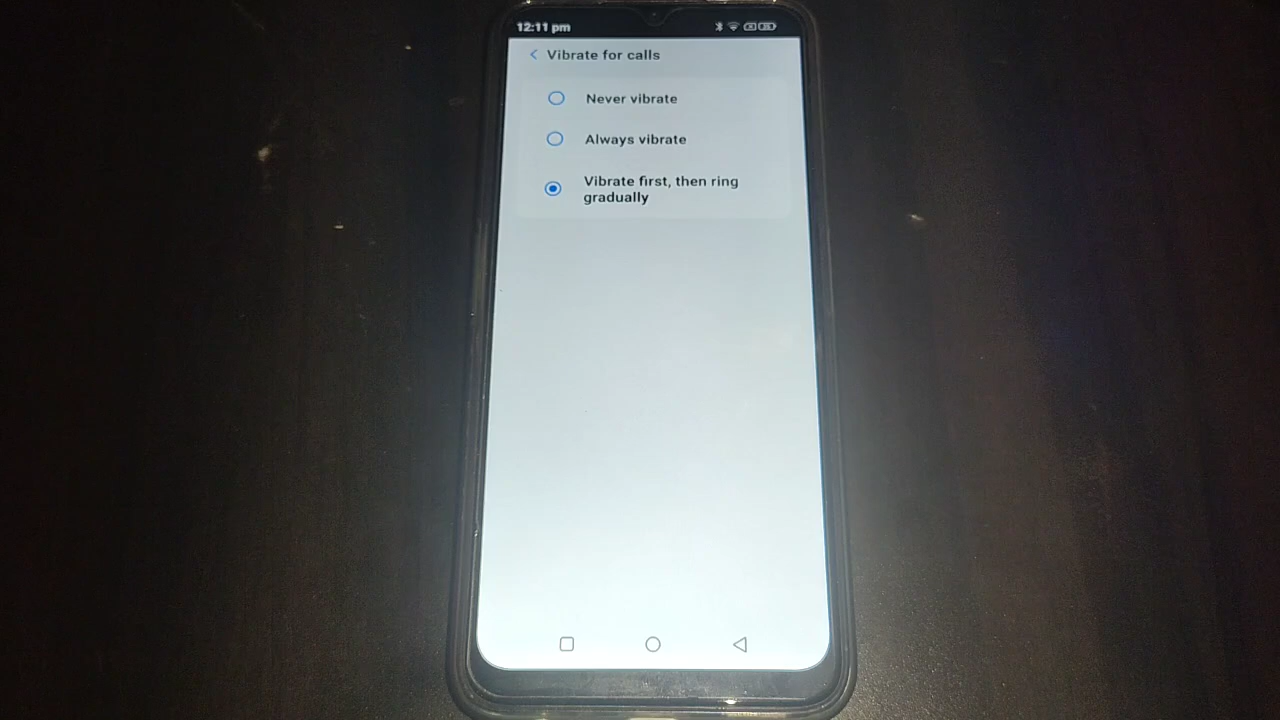 12:11 pm
Vibrate for calls
Never vibrate
Always vibrate
Vibrate first, then ring
gradually